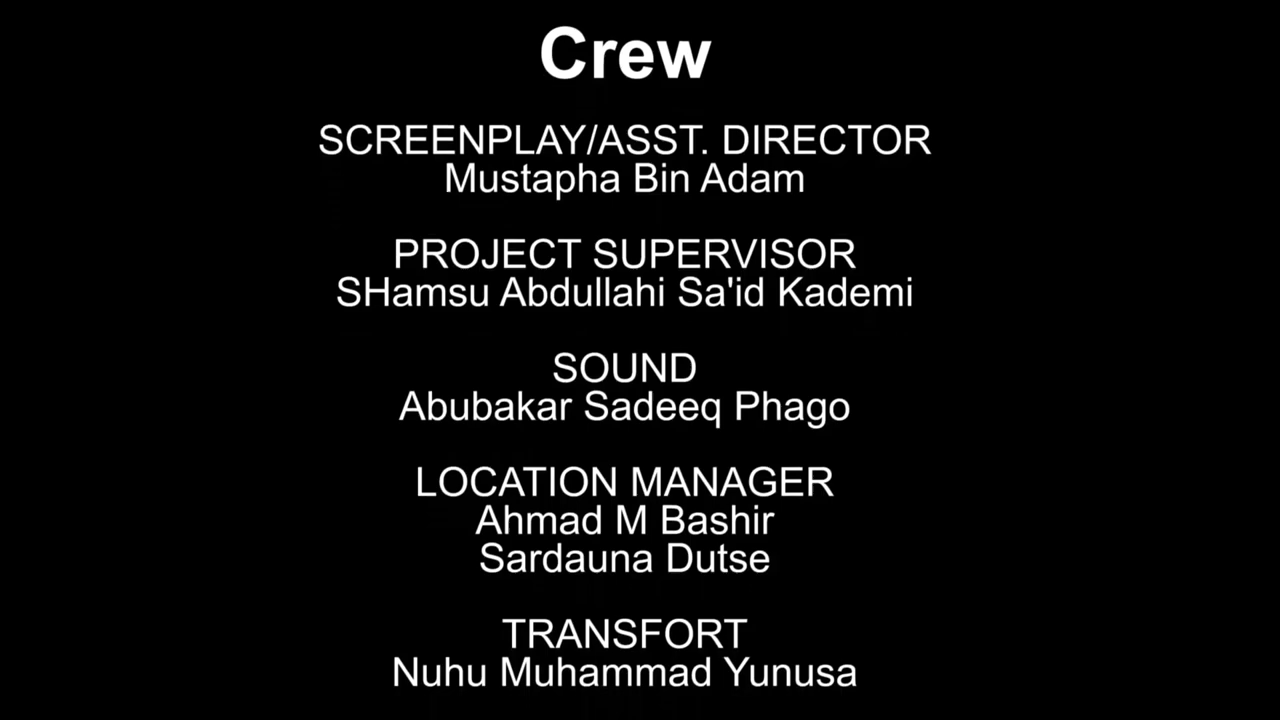 Crew
SCREENPLAY/ASST. DIRECTOR
Mustapha Bin Adam
PROJECT SUPERVISOR
SHamsu Abdullahi Sa'id Kademi
SOUND
Abubakar Sadeeq Phago
LOCATION MANAGER
Ahmad M Bashir
Sardauna Dutse
TRANSFORT
Nuhu Muhammad Yunusa